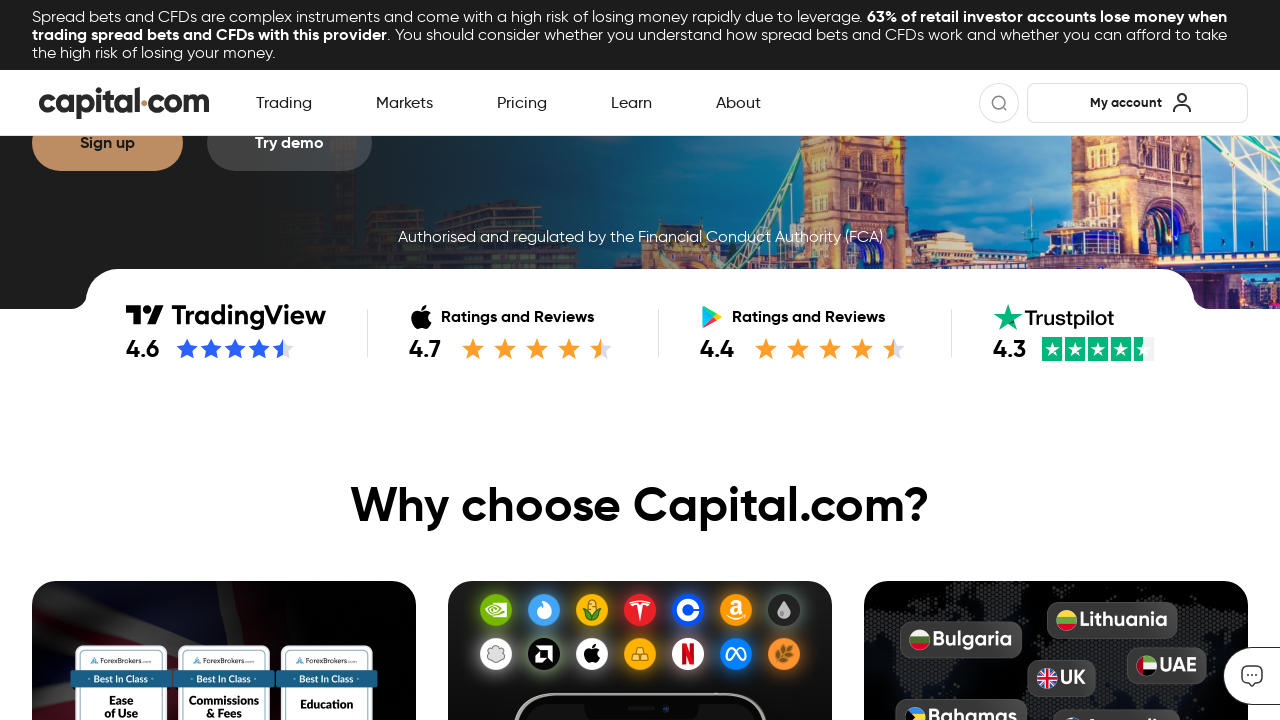 Spread bets and CFDs are complex instruments and come with a high risk of losing money rapidly due to leverage. 63% of retail investor accounts lose money when
trading spread bets and CFDs with this provider. You should consider whether you understand how spread bets and CFDs work and whether you can afford to take
the high risk of losing your money.
capital.com
Trading
Markets
Pricing
Learn
About
My account
Sign up
Try demo
Authorised and regulated by the Financial Conduct Authority (FCA)
TradingView
4.6
Ratings and Reviews
4.7
Ratings and Reviews
4.4
Trustpilot
4.3
Why choose Capital.com?
ForexBrokers.com
· Best In Class ·
Ease
of Use
ForexBrokers.com
· Best In Class ·
Commissions
& Fees
ForexBrokers.com
· Best In Class ·
Education
Lithuania
Bulgaria
UK
UAE
Bahamas